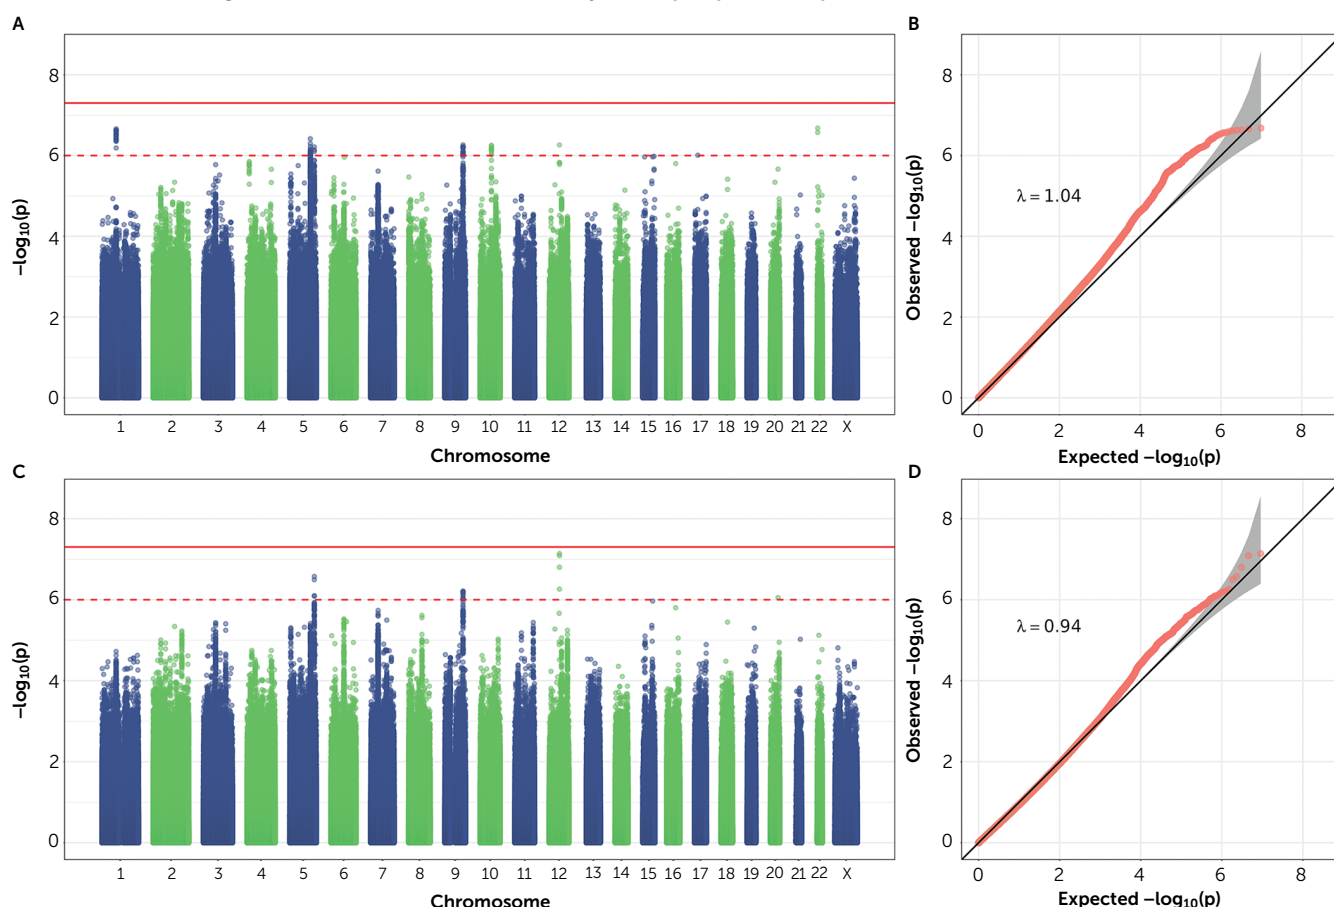 A
B
−log10(p)
8
6
4
2
0
1 2 3 4 5 6 7 8 9 10 11 12 13 14 15 16 17 18 19 20 21 22 X
Chromosome
Observed −log10(p)
8
6
4
2
0
λ = 1.04
0 2 4 6 8
Expected −log10(p)
C
D
−log10(p)
8
6
4
2
0
1 2 3 4 5 6 7 8 9 10 11 12 13 14 15 16 17 18 19 20 21 22 X
Chromosome
Observed −log10(p)
8
6
4
2
0
λ = 0.94
0 2 4 6 8
Expected −log10(p)